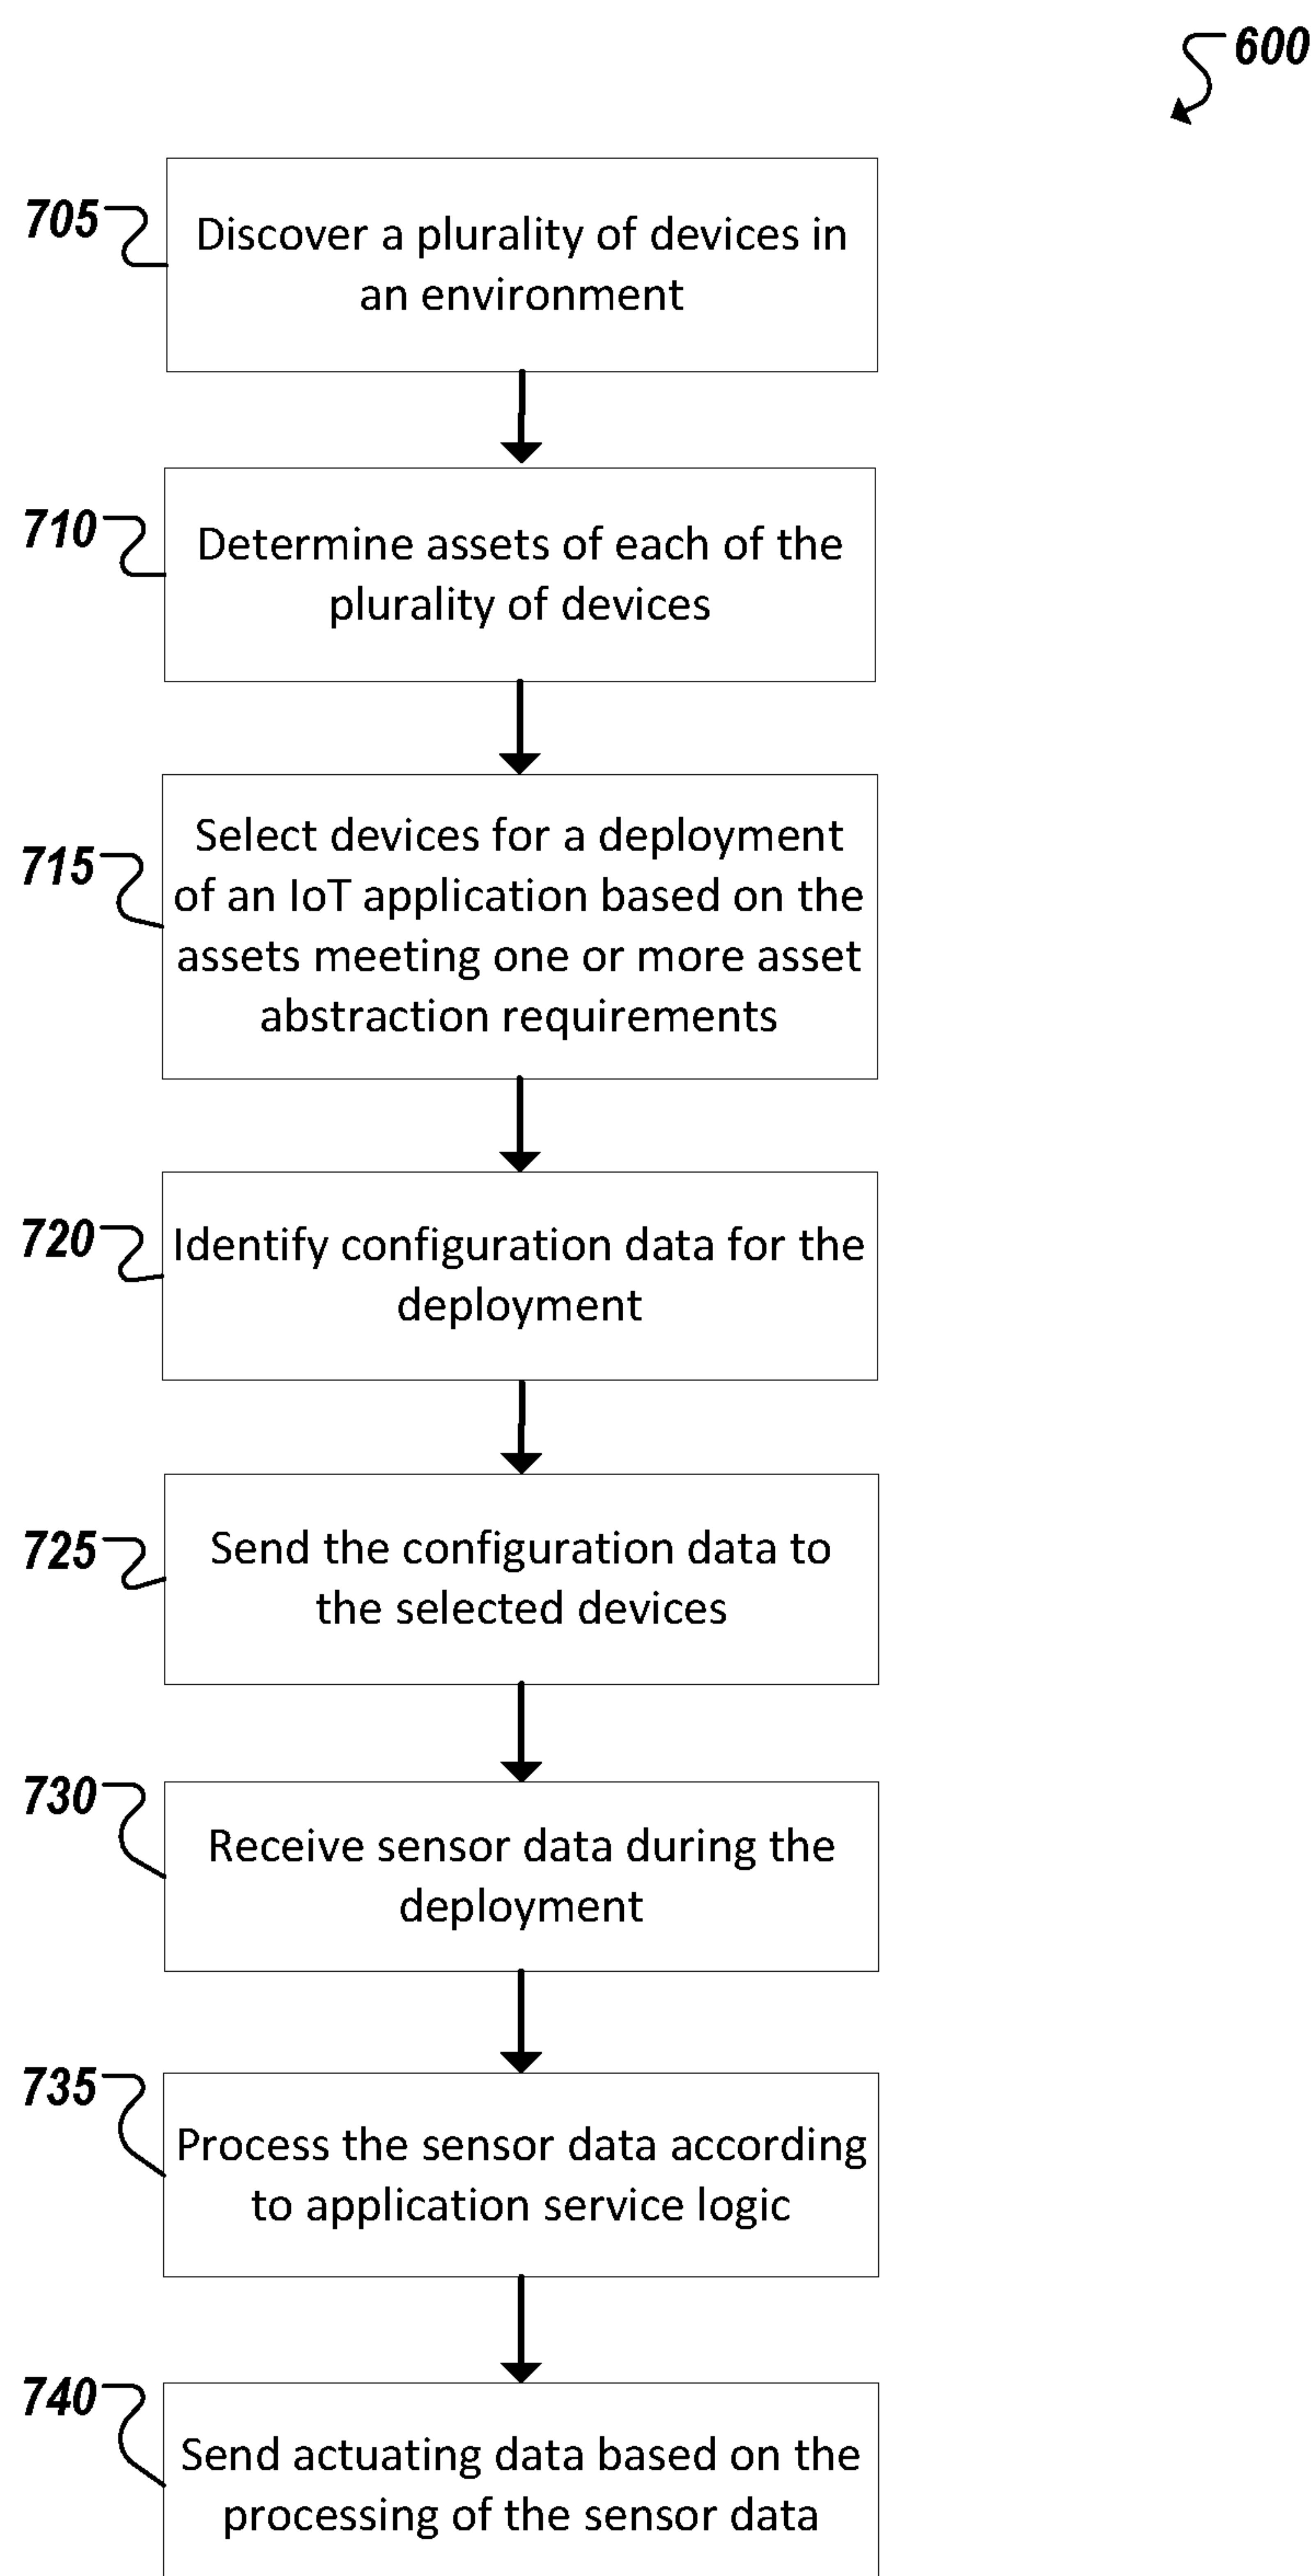 600
705
Discover a plurality of devices in
an environment
710
Determine assets of each of the
plurality of devices
715
Select devices for a deployment
of an IoT application based on the
assets meeting one or more asset
abstraction requirements
720
Identify configuration data for the
deployment
725
Send the configuration data to
the selected devices
730
Receive sensor data during the
deployment
735
Process the sensor data according
to application service logic
740
Send actuating data based on the
processing of the sensor data